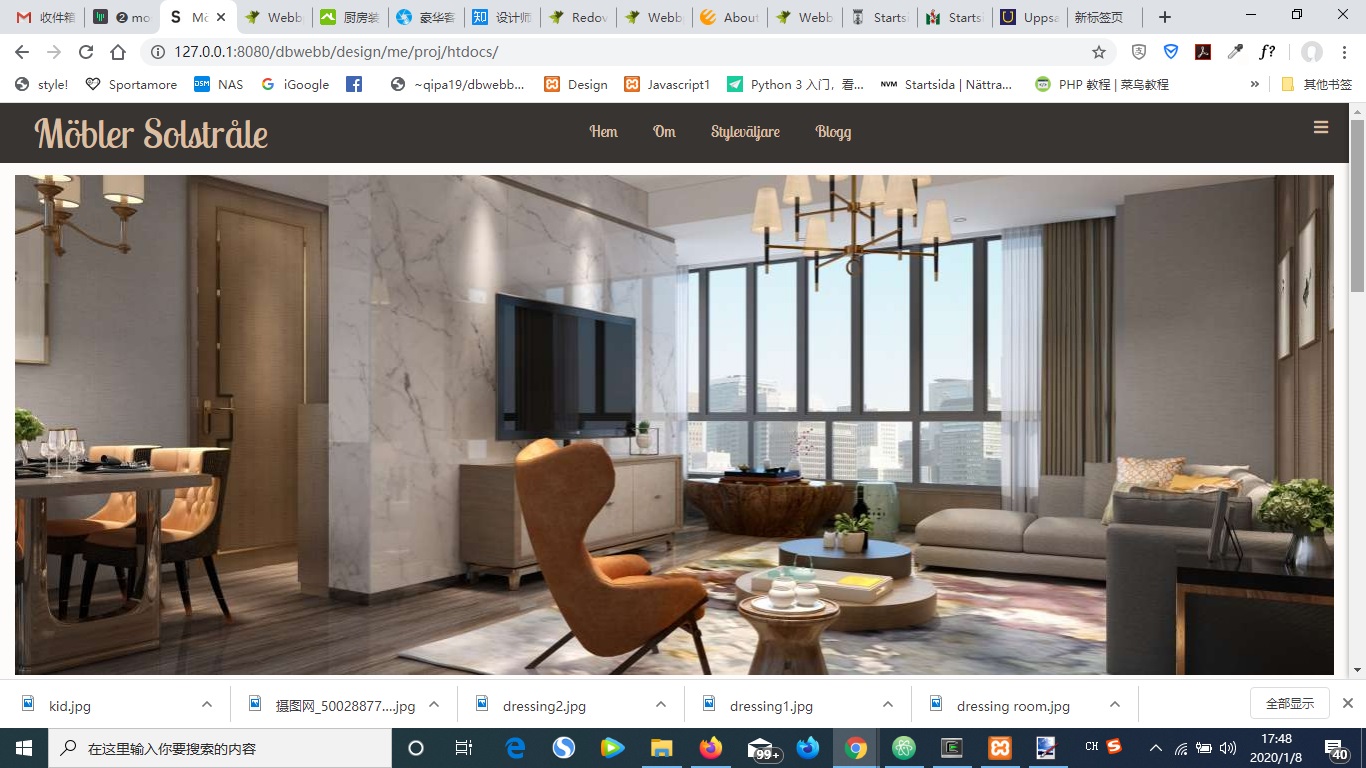 收件箱
❷ mo
Mö
Webb
厨房装
豪华客
设计师
Redov
Webb
About
Webb
Starts
Starts
Uppsa
新标签页
127.0.0.1:8080/dbwebb/design/me/proj/htdocs/
f?
style!
Sportamore
DSM NAS
iGoogle
~qipa19/dbwebb...
Design
Javascript1
Python 3 入门，看...
NVM Startsida | Nättra...
PHP 教程 | 菜鸟教程
»
其他书签
Möbler Solstråle
Hem
Om
Styleväljare
Blogg
kid.jpg
摄图网_50028877....jpg
dressing2.jpg
dressing1.jpg
dressing room.jpg
全部显示
在这里输入你要搜索的内容
99+
CH
17:48
2020/1/8
40